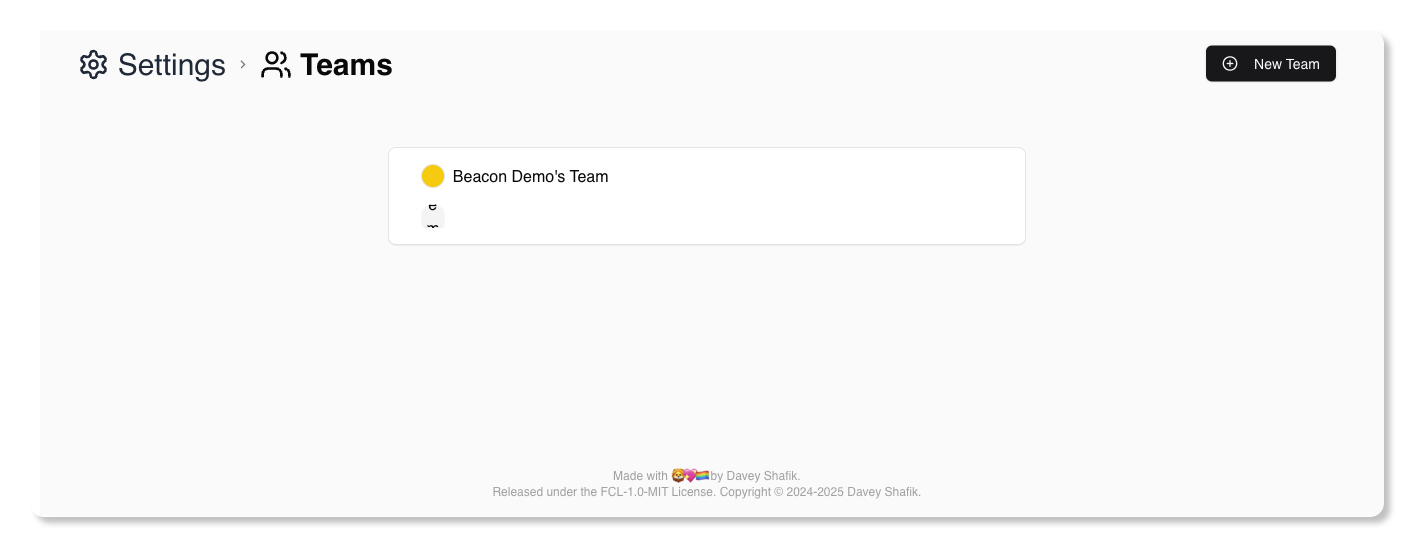 Settings > Teams
New Team
Beacon Demo's Team
e
Made with 🦁💖🏳️‍🌈 by Davey Shafik.
Released under the FCL-1.0-MIT License. Copyright © 2024-2025 Davey Shafik.